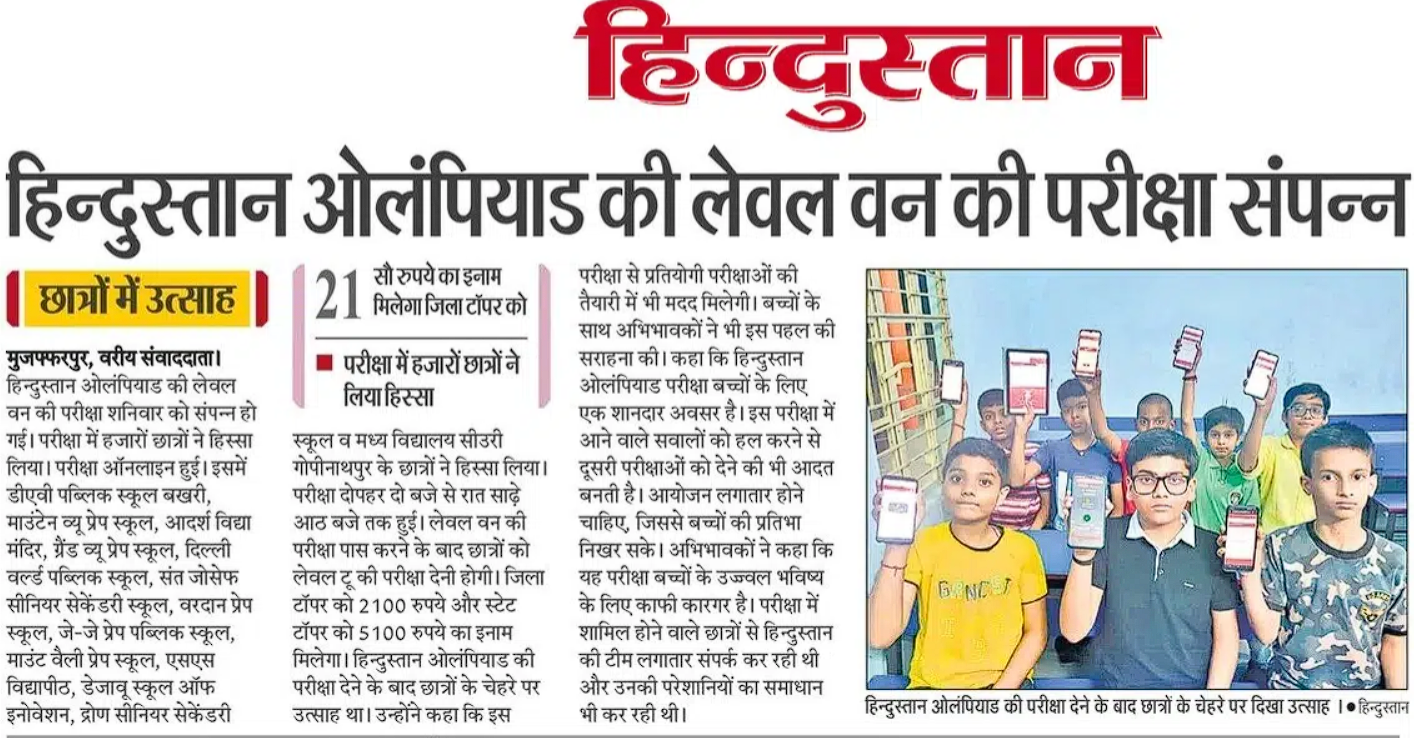 हिन्दुस्तान
हिन्दुस्तान ओलंपियाड की लेवल वन की परीक्षा संपन्न
छात्रों में उत्साह
मुजफ्फरपुर, वरीय संवाददाता।
हिन्दुस्तान ओलंपियाड की लेवल
वन की परीक्षा शनिवार को संपन्न हो
गई। परीक्षा में हजारों छात्रों ने हिस्सा
लिया। परीक्षा ऑनलाइन हुई। इसमें
डीएवी पब्लिक स्कूल बखरी,
माउंटेन व्यू प्रेप स्कूल, आदर्श विद्या
मंदिर, ग्रैंड व्यू प्रेप स्कूल, दिल्ली
वर्ल्ड पब्लिक स्कूल, संत जोसेफ
सीनियर सेकेंडरी स्कूल, वरदान प्रेप
स्कूल, जे-जे प्रेप पब्लिक स्कूल,
माउंट वैली प्रेप स्कूल, एसएस
विद्यापीठ, डेजावू स्कूल ऑफ
इनोवेशन, द्रोण सीनियर सेकेंडरी
21 सौ रुपये का इनाम
मिलेगा जिला टॉपर को
परीक्षा में हजारों छात्रों ने
लिया हिस्सा
स्कूल व मध्य विद्यालय सीउरी
गोपीनाथपुर के छात्रों ने हिस्सा लिया।
परीक्षा दोपहर दो बजे से रात साढ़े
आठ बजे तक हुई। लेवल वन की
परीक्षा पास करने के बाद छात्रों को
लेवल टू की परीक्षा देनी होगी। जिला
टॉपर को 2100 रुपये और स्टेट
टॉपर को 5100 रुपये का इनाम
मिलेगा। हिन्दुस्तान ओलंपियाड की
परीक्षा देने के बाद छात्रों के चेहरे पर
उत्साह था। उन्होंने कहा कि इस
परीक्षा से प्रतियोगी परीक्षाओं की
तैयारी में भी मदद मिलेगी। बच्चों के
साथ अभिभावकों ने भी इस पहल की
सराहना की। कहा कि हिन्दुस्तान
ओलंपियाड परीक्षा बच्चों के लिए
एक शानदार अवसर है। इस परीक्षा में
आने वाले सवालों को हल करने से
दूसरी परीक्षाओं को देने की भी आदत
बनती है। आयोजन लगातार होने
चाहिए, जिससे बच्चों की प्रतिभा
निखर सके। अभिभावकों ने कहा कि
यह परीक्षा बच्चों के उज्ज्वल भविष्य
के लिए काफी कारगर है। परीक्षा में
शामिल होने वाले छात्रों से हिन्दुस्तान
की टीम लगातार संपर्क कर रही थी
और उनकी परेशानियों का समाधान
भी कर रही थी।
हिन्दुस्तान ओलंपियाड की परीक्षा देने के बाद छात्रों के चेहरे पर दिखा उत्साह । ● हिन्दुस्तान